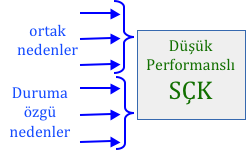 ortak
nedenler
Duruma
özgü
nedenler
Düşük
Performanslı
SÇK